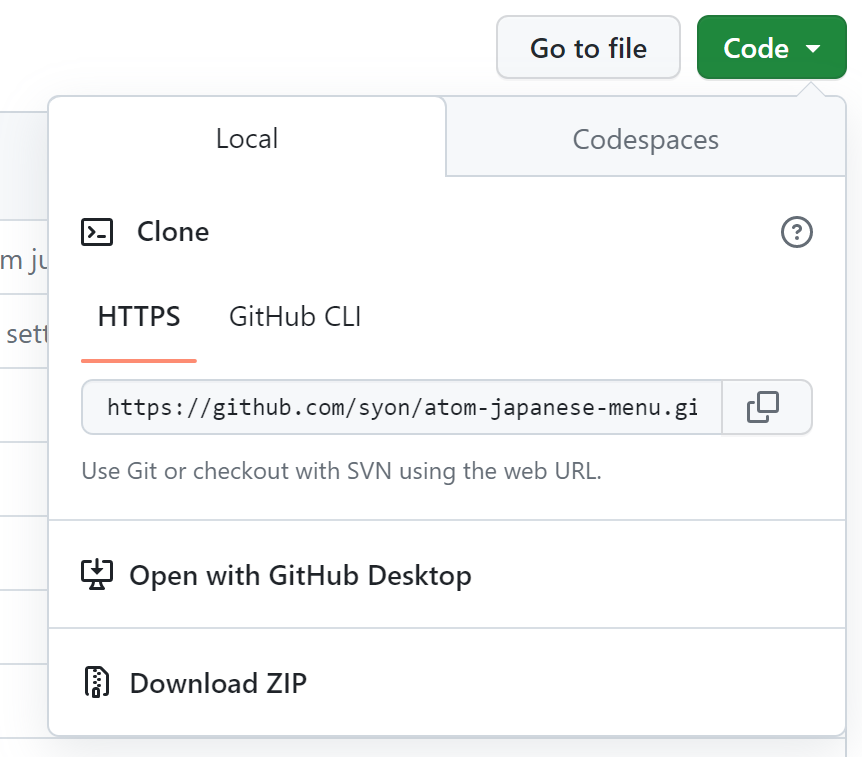 Go to file
Code
Local
Codespaces
Clone
m ju
sett
HTTPS
GitHub CLI
https://github.com/syon/atom-japanese-menu.gi
Use Git or checkout with SVN using the web URL.
Open with GitHub Desktop
Download ZIP